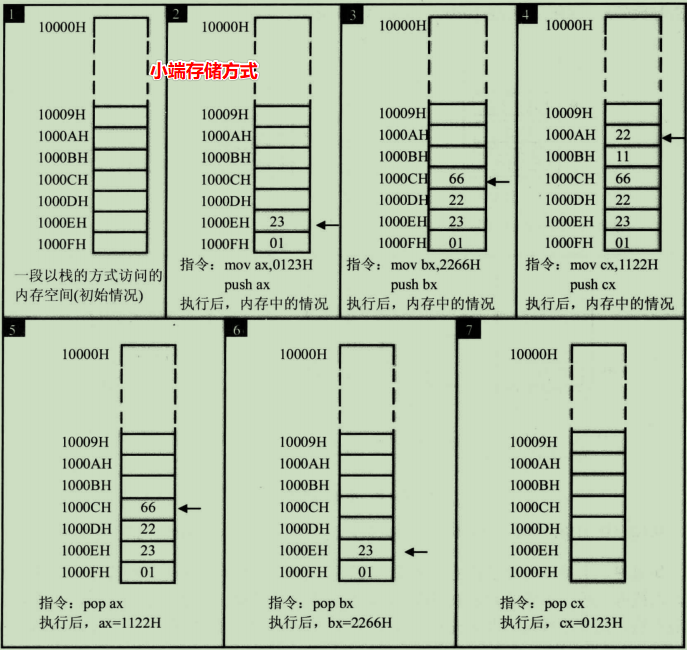 1
10000H
10009H
1000AH
1000BH
1000CH
1000DH
1000EH
1000FH
一段以栈的方式访问的
内存空间(初始情况)
小端存储方式
2
10000H
10009H
1000AH
1000BH
1000CH
1000DH
1000EH 23
1000FH 01
指令：mov ax,0123H
push ax
执行后，内存中的情况
3
10000H
10009H
1000AH
1000BH
1000CH 66
1000DH 22
1000EH 23
1000FH 01
指令：mov bx,2266H
push bx
执行后，内存中的情况
4
10000H
10009H
1000AH 22
1000BH 11
1000CH 66
1000DH 22
1000EH 23
1000FH 01
指令：mov cx,1122H
push cx
执行后，内存中的情况
5
10000H
10009H
1000AH
1000BH
1000CH 66
1000DH 22
1000EH 23
1000FH 01
指令：pop ax
执行后，ax=1122H
6
10000H
10009H
1000AH
1000BH
1000CH
1000DH
1000EH 23
1000FH 01
指令：pop bx
执行后，bx=2266H
7
10000H
10009H
1000AH
1000BH
1000CH
1000DH
1000EH
1000FH
指令：pop cx
执行后，cx=0123H